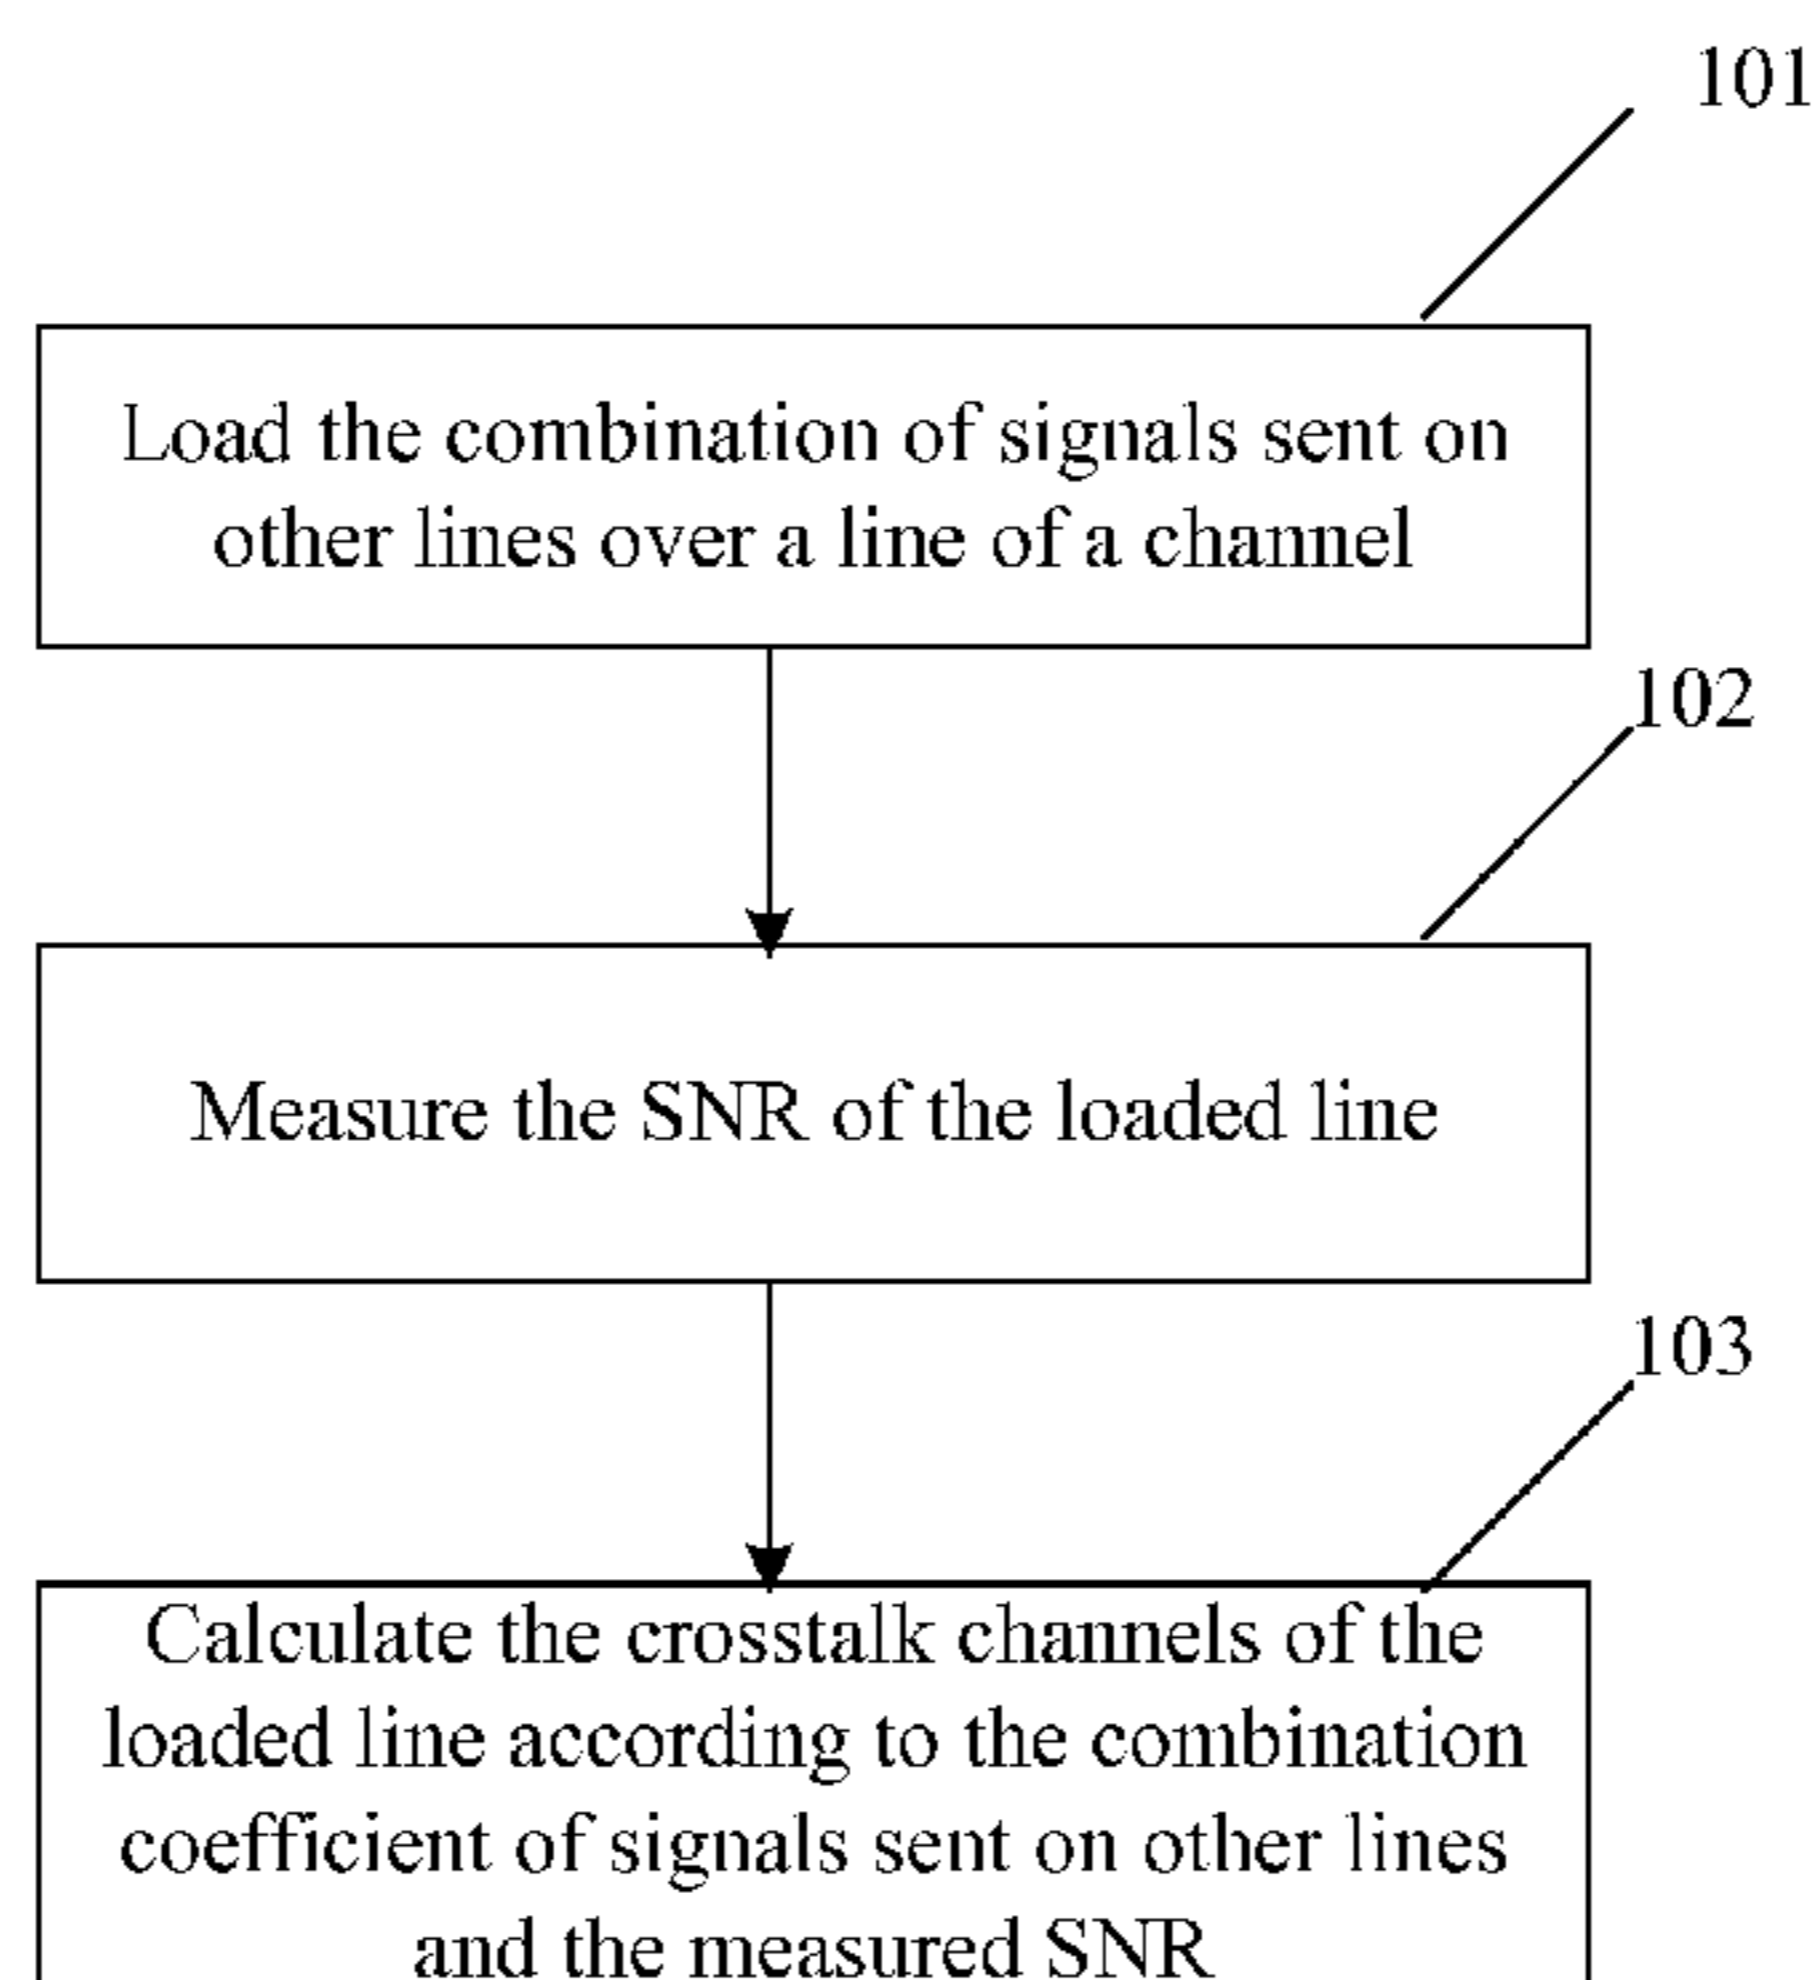 101
Load the combination of signals sent on
other lines over a line of a channel
102
Measure the SNR of the loaded line
103
Calculate the crosstalk channels of the
loaded line according to the combination
coefficient of signals sent on other lines
and the measured SNR